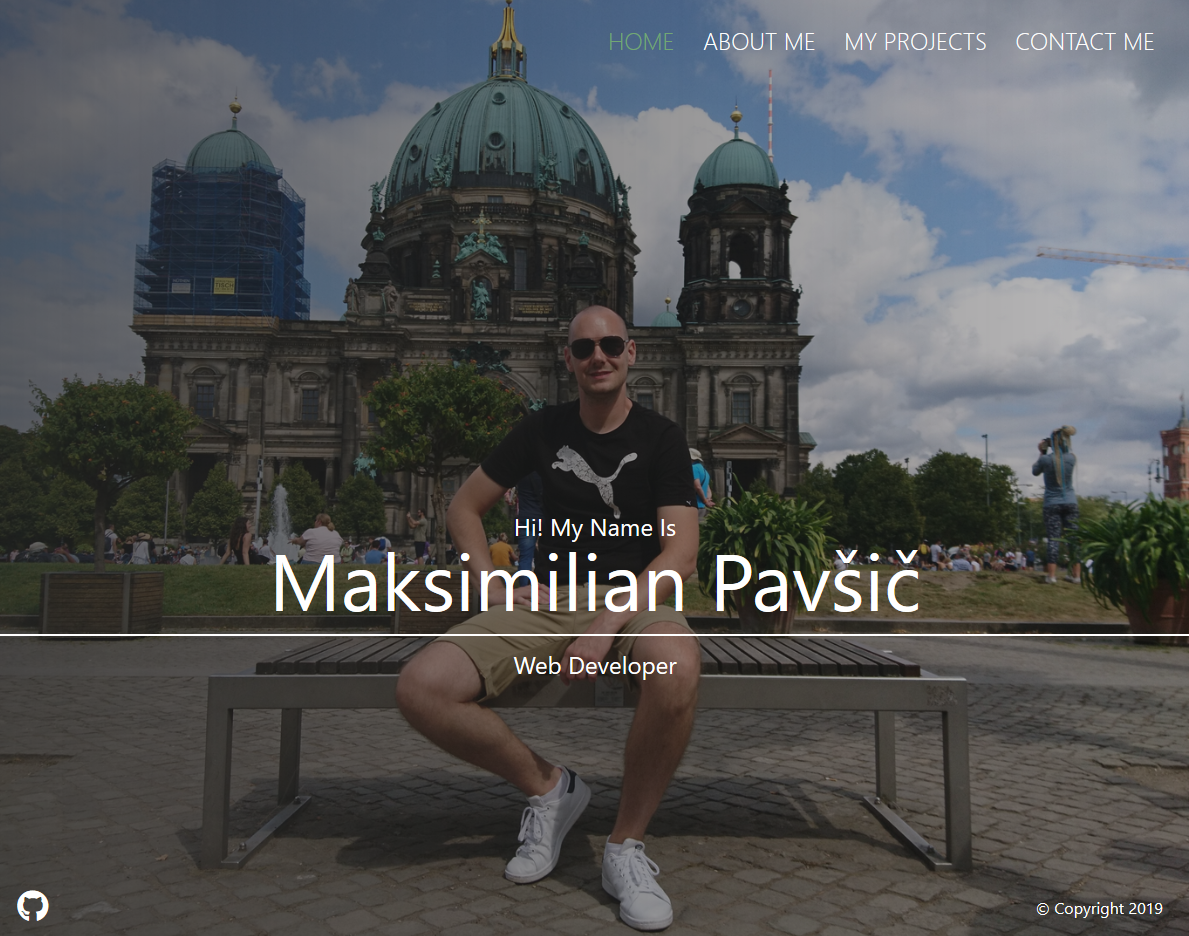 HOME ABOUT ME MY PROJECTS CONTACT ME
Hi! My Name Is
Maksimilian Pavšič
Web Developer
© Copyright 2019